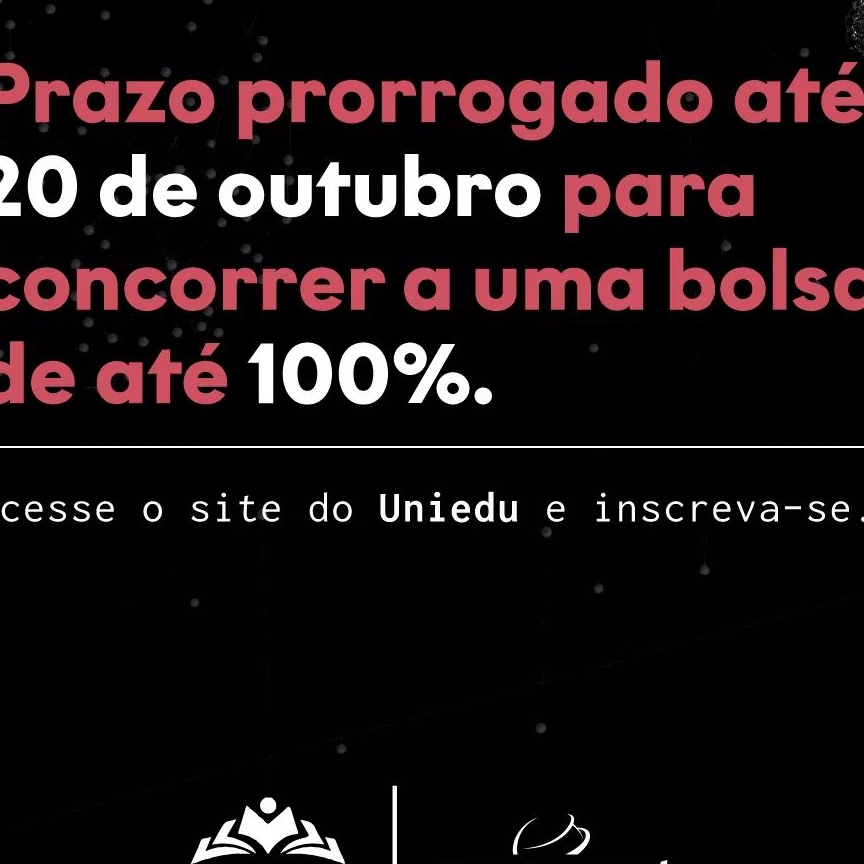 Prazo prorrogado até
20 de outubro para
concorrer a uma bolsa
de até 100%.
cesse o site do Uniedu e inscreva-se.